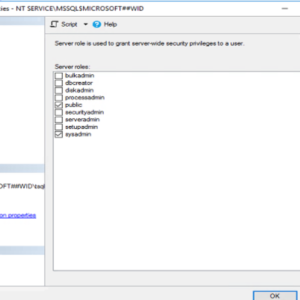 ies - NT SERVICE\MSSQL$MICROSOFT##WID
Script
Help
Server role is used to grant server-wide security privileges to a user.
Server roles:
bulkadmin
dbcreator
diskadmin
processadmin
public
securityadmin
serveradmin
setupadmin
sysadmin
OFT##WID\tsql
on properties
OK